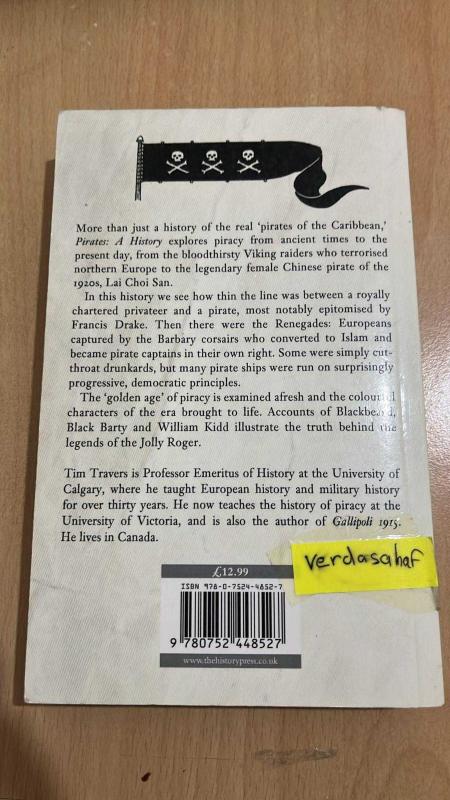 More than just a history of the real 'pirates of the Caribbean,'
Pirates: A History explores piracy from ancient times to the
present day, from the bloodthirsty Viking raiders who terrorised
northern Europe to the legendary female Chinese pirate of the
1920s, Lai Choi San.
In this history we see how thin the line was between a royally
chartered privateer and a pirate, most notably epitomised by
Francis Drake. Then there were the Renegades: Europeans
captured by the Barbary corsairs who converted to Islam and
became pirate captains in their own right. Some were simply cut-
throat drunkards, but many pirate ships were run on surprisingly
progressive, democratic principles.
The 'golden age' of piracy is examined afresh and the colourful
characters of the era brought to life. Accounts of Blackbeard,
Black Barty and William Kidd illustrate the truth behind the
legends of the Jolly Roger.
Tim Travers is Professor Emeritus of History at the University of
Calgary, where he taught European history and military history
for over thirty years. He now teaches the history of piracy at the
University of Victoria, and is also the author of Gallipoli 1915.
He lives in Canada.
verdasahaf
£12.99
ISBN 978-0-7524-4852-7
9 780752 448527
www.thehistorypress.co.uk